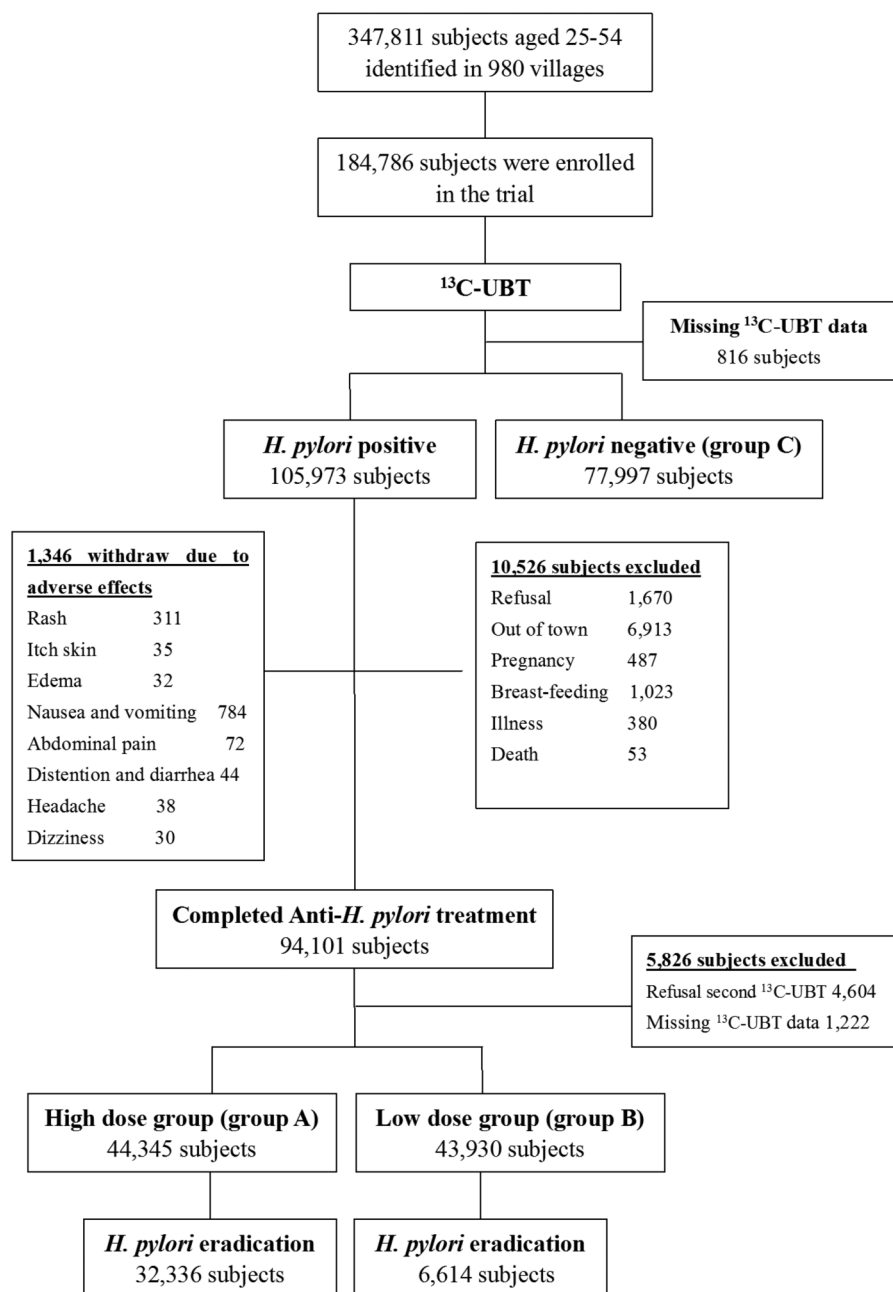 347,811 subjects aged 25-54
identified in 980 villages
184,786 subjects were enrolled
in the trial
¹³C-UBT
Missing ¹³C-UBT data
816 subjects
H. pylori positive
105,973 subjects
H. pylori negative (group C)
77,997 subjects
1,346 withdraw due to
adverse effects
Rash 311
Itch skin 35
Edema 32
Nausea and vomiting 784
Abdominal pain 72
Distention and diarrhea 44
Headache 38
Dizziness 30
10,526 subjects excluded
Refusal 1,670
Out of town 6,913
Pregnancy 487
Breast-feeding 1,023
Illness 380
Death 53
Completed Anti-H. pylori treatment
94,101 subjects
5,826 subjects excluded
Refusal second ¹³C-UBT 4,604
Missing ¹³C-UBT data 1,222
High dose group (group A)
44,345 subjects
Low dose group (group B)
43,930 subjects
H. pylori eradication
32,336 subjects
H. pylori eradication
6,614 subjects